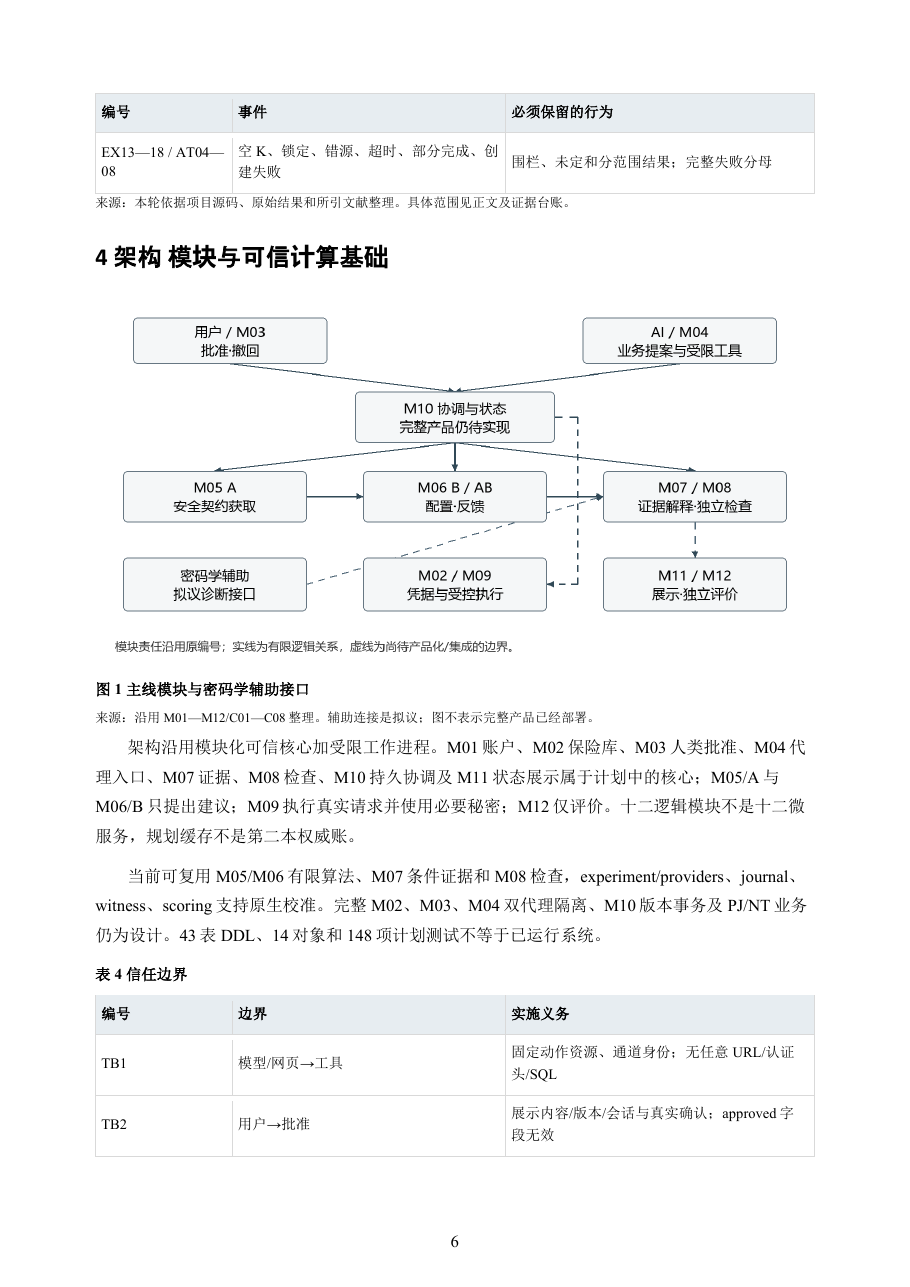 编号 事件 必须保留的行为
EX13—18 / AT04—
08
空 K、锁定、错源、超时、部分完成、创
建失败
围栏、未定和分范围结果；完整失败分母
来源：本轮依据项目源码、原始结果和所引文献整理。具体范围见正文及证据台账。
4 架构 模块与可信计算基础
用户 / M03
批准·撤回
AI / M04
业务提案与受限工具
M10 协调与状态
完整产品仍待实现
M05 A
安全契约获取
M06 B / AB
配置·反馈
M07 / M08
证据解释·独立检查
密码学辅助
拟议诊断接口
M02 / M09
凭据与受控执行
M11 / M12
展示·独立评价
模块责任沿用原编号；实线为有限逻辑关系，虚线为尚待产品化/集成的边界。
图 1 主线模块与密码学辅助接口
来源：沿用 M01—M12/C01—C08 整理。辅助连接是拟议；图不表示完整产品已经部署。
架构沿用模块化可信核心加受限工作进程。M01 账户、M02 保险库、M03 人类批准、M04 代
理入口、M07 证据、M08 检查、M10 持久协调及 M11 状态展示属于计划中的核心；M05/A 与
M06/B 只提出建议；M09 执行真实请求并使用必要秘密；M12 仅评价。十二逻辑模块不是十二微
服务，规划缓存不是第二本权威账。
当前可复用 M05/M06 有限算法、M07 条件证据和 M08 检查，experiment/providers、journal、
witness、scoring 支持原生校准。完整 M02、M03、M04 双代理隔离、M10 版本事务及 PJ/NT 业务
仍为设计。43 表 DDL、14 对象和 148 项计划测试不等于已运行系统。
表 4 信任边界
编号 边界 实施义务
TB1 模型/网页→工具
固定动作资源、通道身份；无任意 URL/认证
头/SQL
TB2 用户→批准
展示内容/版本/会话与真实确认；approved 字
段无效
6